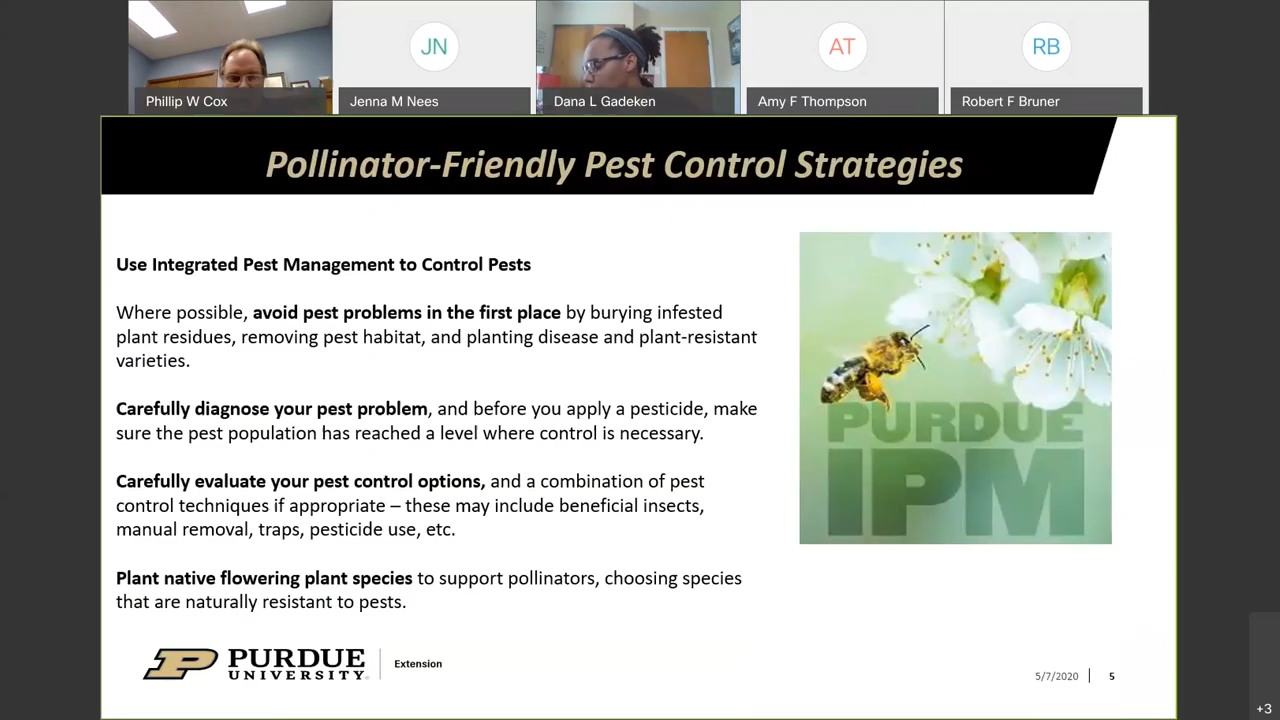 JN
AT
RB
Phillip W Cox
Jenna M Nees
Dana L Gadeken
Amy F Thompson
Robert F Bruner
Pollinator-Friendly Pest Control Strategies
Use Integrated Pest Management to Control Pests
Where possible, avoid pest problems in the first place by burying infested
plant residues, removing pest habitat, and planting disease and plant-resistant
varieties.
Carefully diagnose your pest problem, and before you apply a pesticide, make
sure the pest population has reached a level where control is necessary.
Carefully evaluate your pest control options, and a combination of pest
control techniques if appropriate – these may include beneficial insects,
manual removal, traps, pesticide use, etc.
Plant native flowering plant species to support pollinators, choosing species
that are naturally resistant to pests.
PURDUE
IPM
PURDUE
UNIVERSITY®
Extension
5/7/2020
5
+3